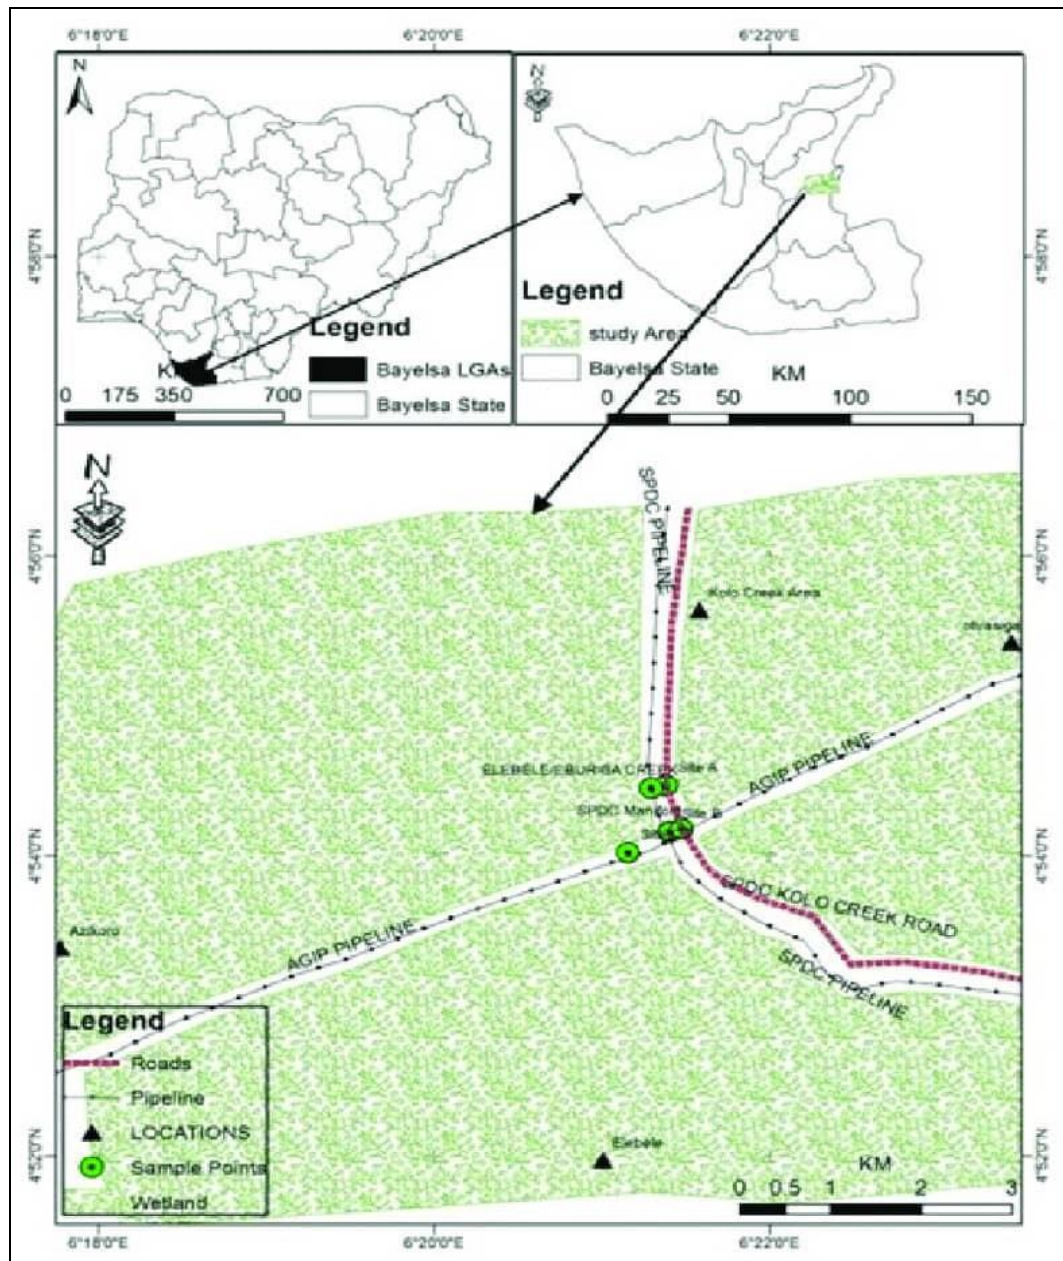 6°18'0"E 6°20'0"E 6°22'0"E
N
N
4°58'0"N
4°58'0"N
Legend
Bayelsa LGAs
Bayelsa State
0 175 350 700
Legend
study Area
Bayelsa State
KM
0 25 50 100 150
N
SPDC PIPELINE
4°56'0"N
4°56'0"N
Kolo Creek Area
AGIP PIPELINE
ELEBELE/EBURIGA CREEK Site A
SPDC Site B
4°54'0"N
4°54'0"N
SPDC KOLO CREEK ROAD
AGIP PIPELINE
SPDC PIPELINE
Legend
Roads
Pipeline
LOCATIONS
Sample Points
Wetland
Elebele
4°52'0"N
4°52'0"N
KM
0 0.5 1 2 3
6°18'0"E 6°20'0"E 6°22'0"E